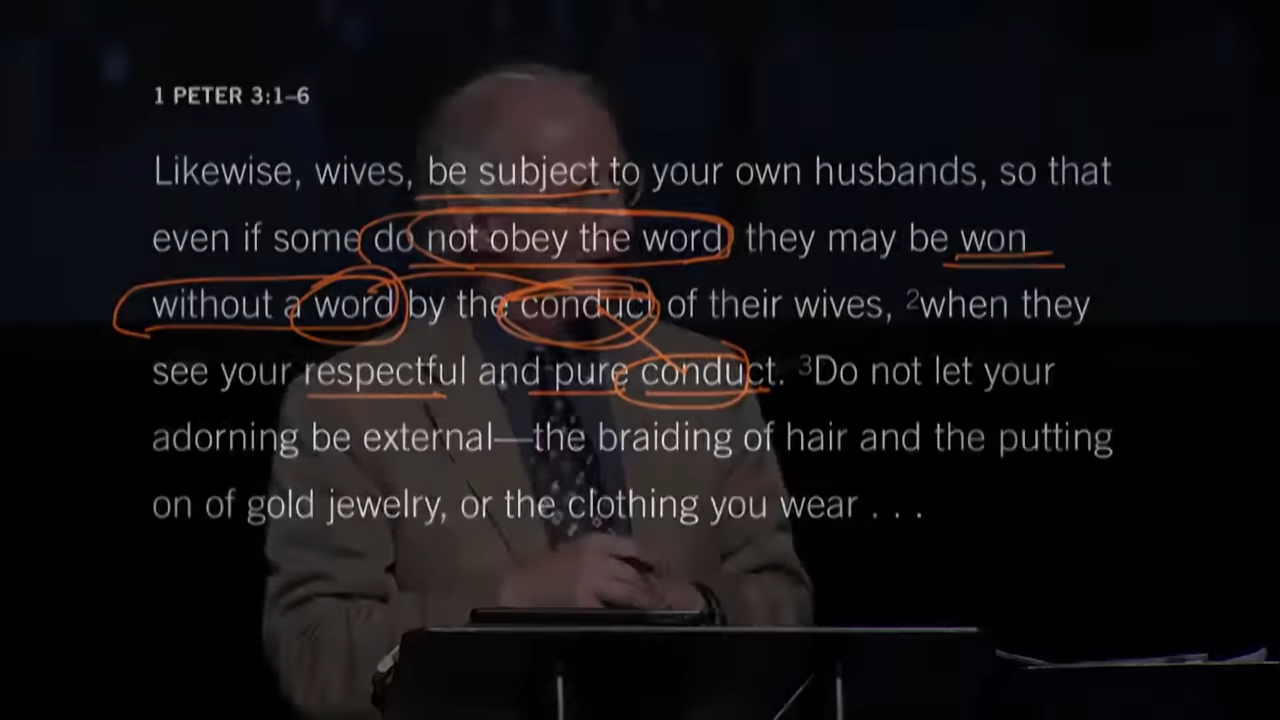 1 PETER 3:1–6
Likewise, wives, be subject to your own husbands, so that
even if some do not obey the word, they may be won
without a word by the conduct of their wives, ²when they
see your respectful and pure conduct. ³Do not let your
adorning be external—the braiding of hair and the putting
on of gold jewelry, or the clothing you wear . . .